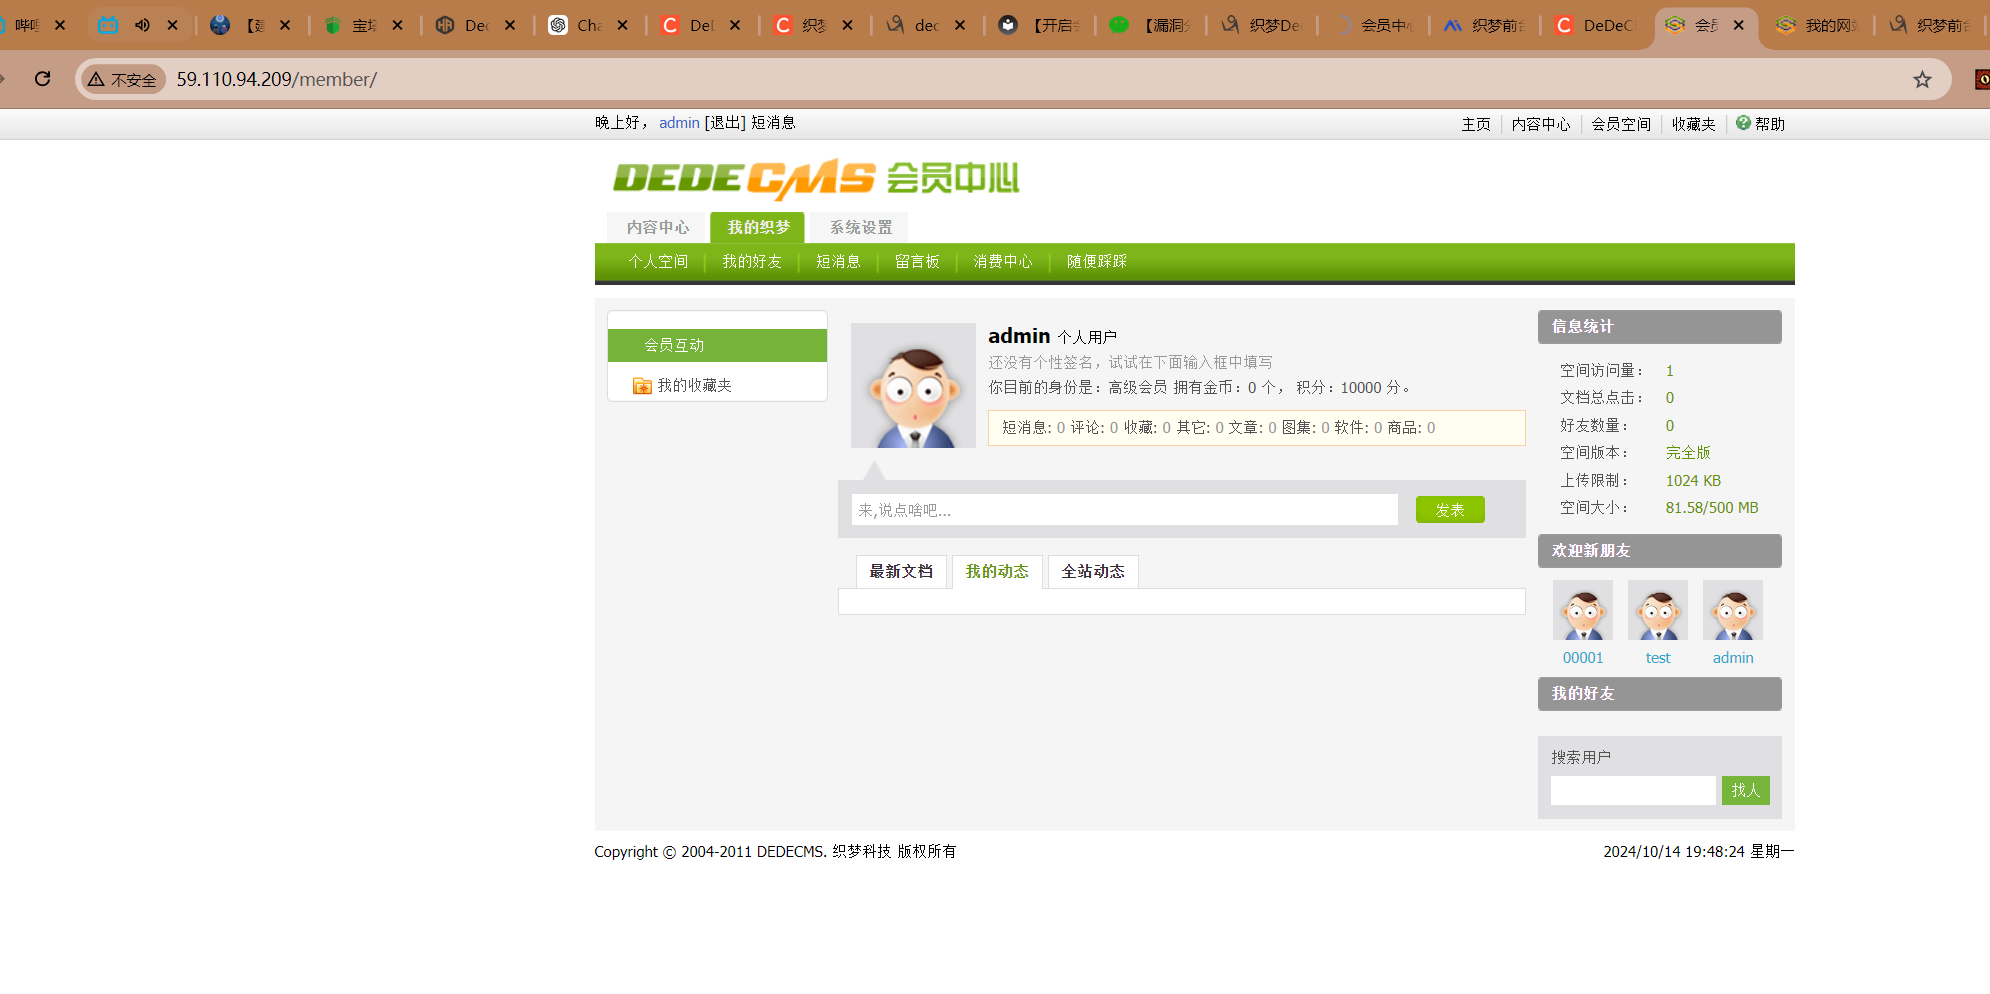 哔哩 【建 宝塔 Dec Cha DeD 织梦 dec 【开启会 【漏洞分 织梦De 会员中心 织梦前台 DeDeC 会员 我的网站 织梦前台
不安全 59.110.94.209/member/
晚上好， admin [退出] 短消息
主页 内容中心 会员空间 收藏夹 帮助
DEDECMS 会员中心
内容中心 我的织梦 系统设置
个人空间 我的好友 短消息 留言板 消费中心 随便踩踩
会员互动
我的收藏夹
admin 个人用户
还没有个性签名，试试在下面输入框中填写
你目前的身份是：高级会员 拥有金币：0 个， 积分：10000 分。
短消息: 0 评论: 0 收藏: 0 其它: 0 文章: 0 图集: 0 软件: 0 商品: 0
来,说点啥吧...
发表
最新文档 我的动态 全站动态
信息统计
空间访问量： 1
文档总点击： 0
好友数量： 0
空间版本： 完全版
上传限制： 1024 KB
空间大小： 81.58/500 MB
欢迎新朋友
00001 test admin
我的好友
搜索用户
找人
Copyright © 2004-2011 DEDECMS. 织梦科技 版权所有
2024/10/14 19:48:24 星期一